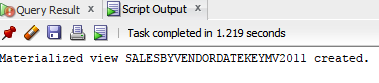 Query Result x Script Output x
Task completed in 1.219 seconds
Materialized view SALESBYVENDORDATEKEYMV2011 created.